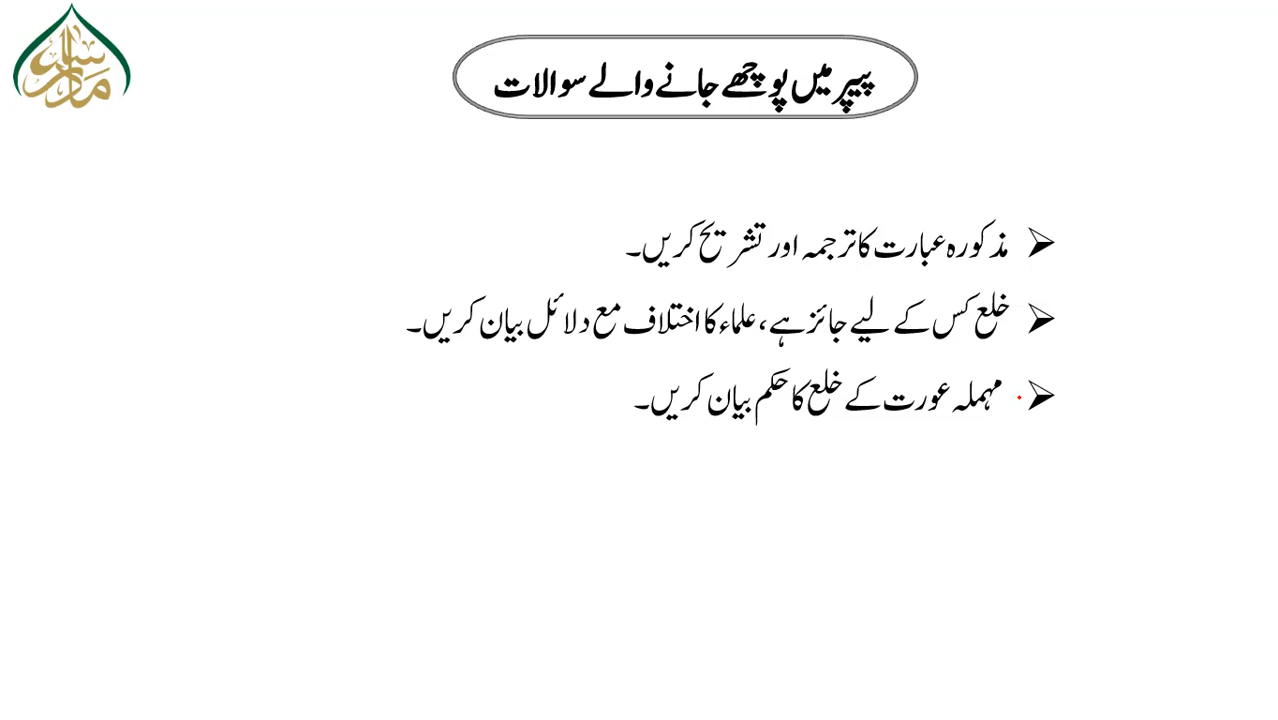 پیپر میں پوچھے جانے والے سوالات
مذکورہ عبارت کا ترجمہ اور تشریح کریں۔
خلع کس کے لیے جائز ہے، علماء کا اختلاف مع دلائل بیان کریں۔
مہملہ عورت کے خلع کا حکم بیان کریں۔